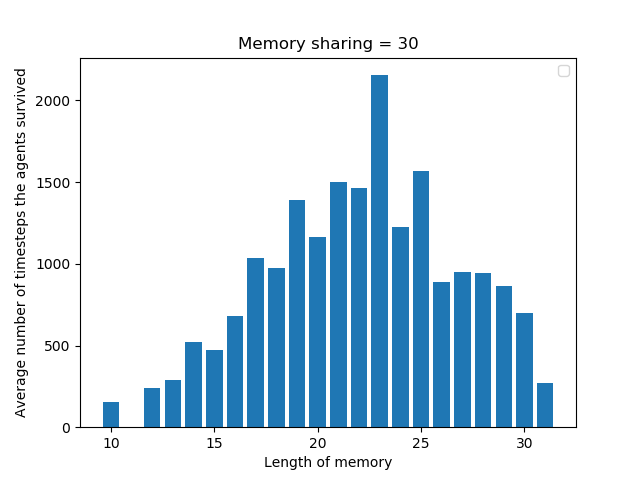 Memory sharing = 30
Average number of timesteps the agents survived
2000
1500
1000
500
0
10 15 20 25 30
Length of memory